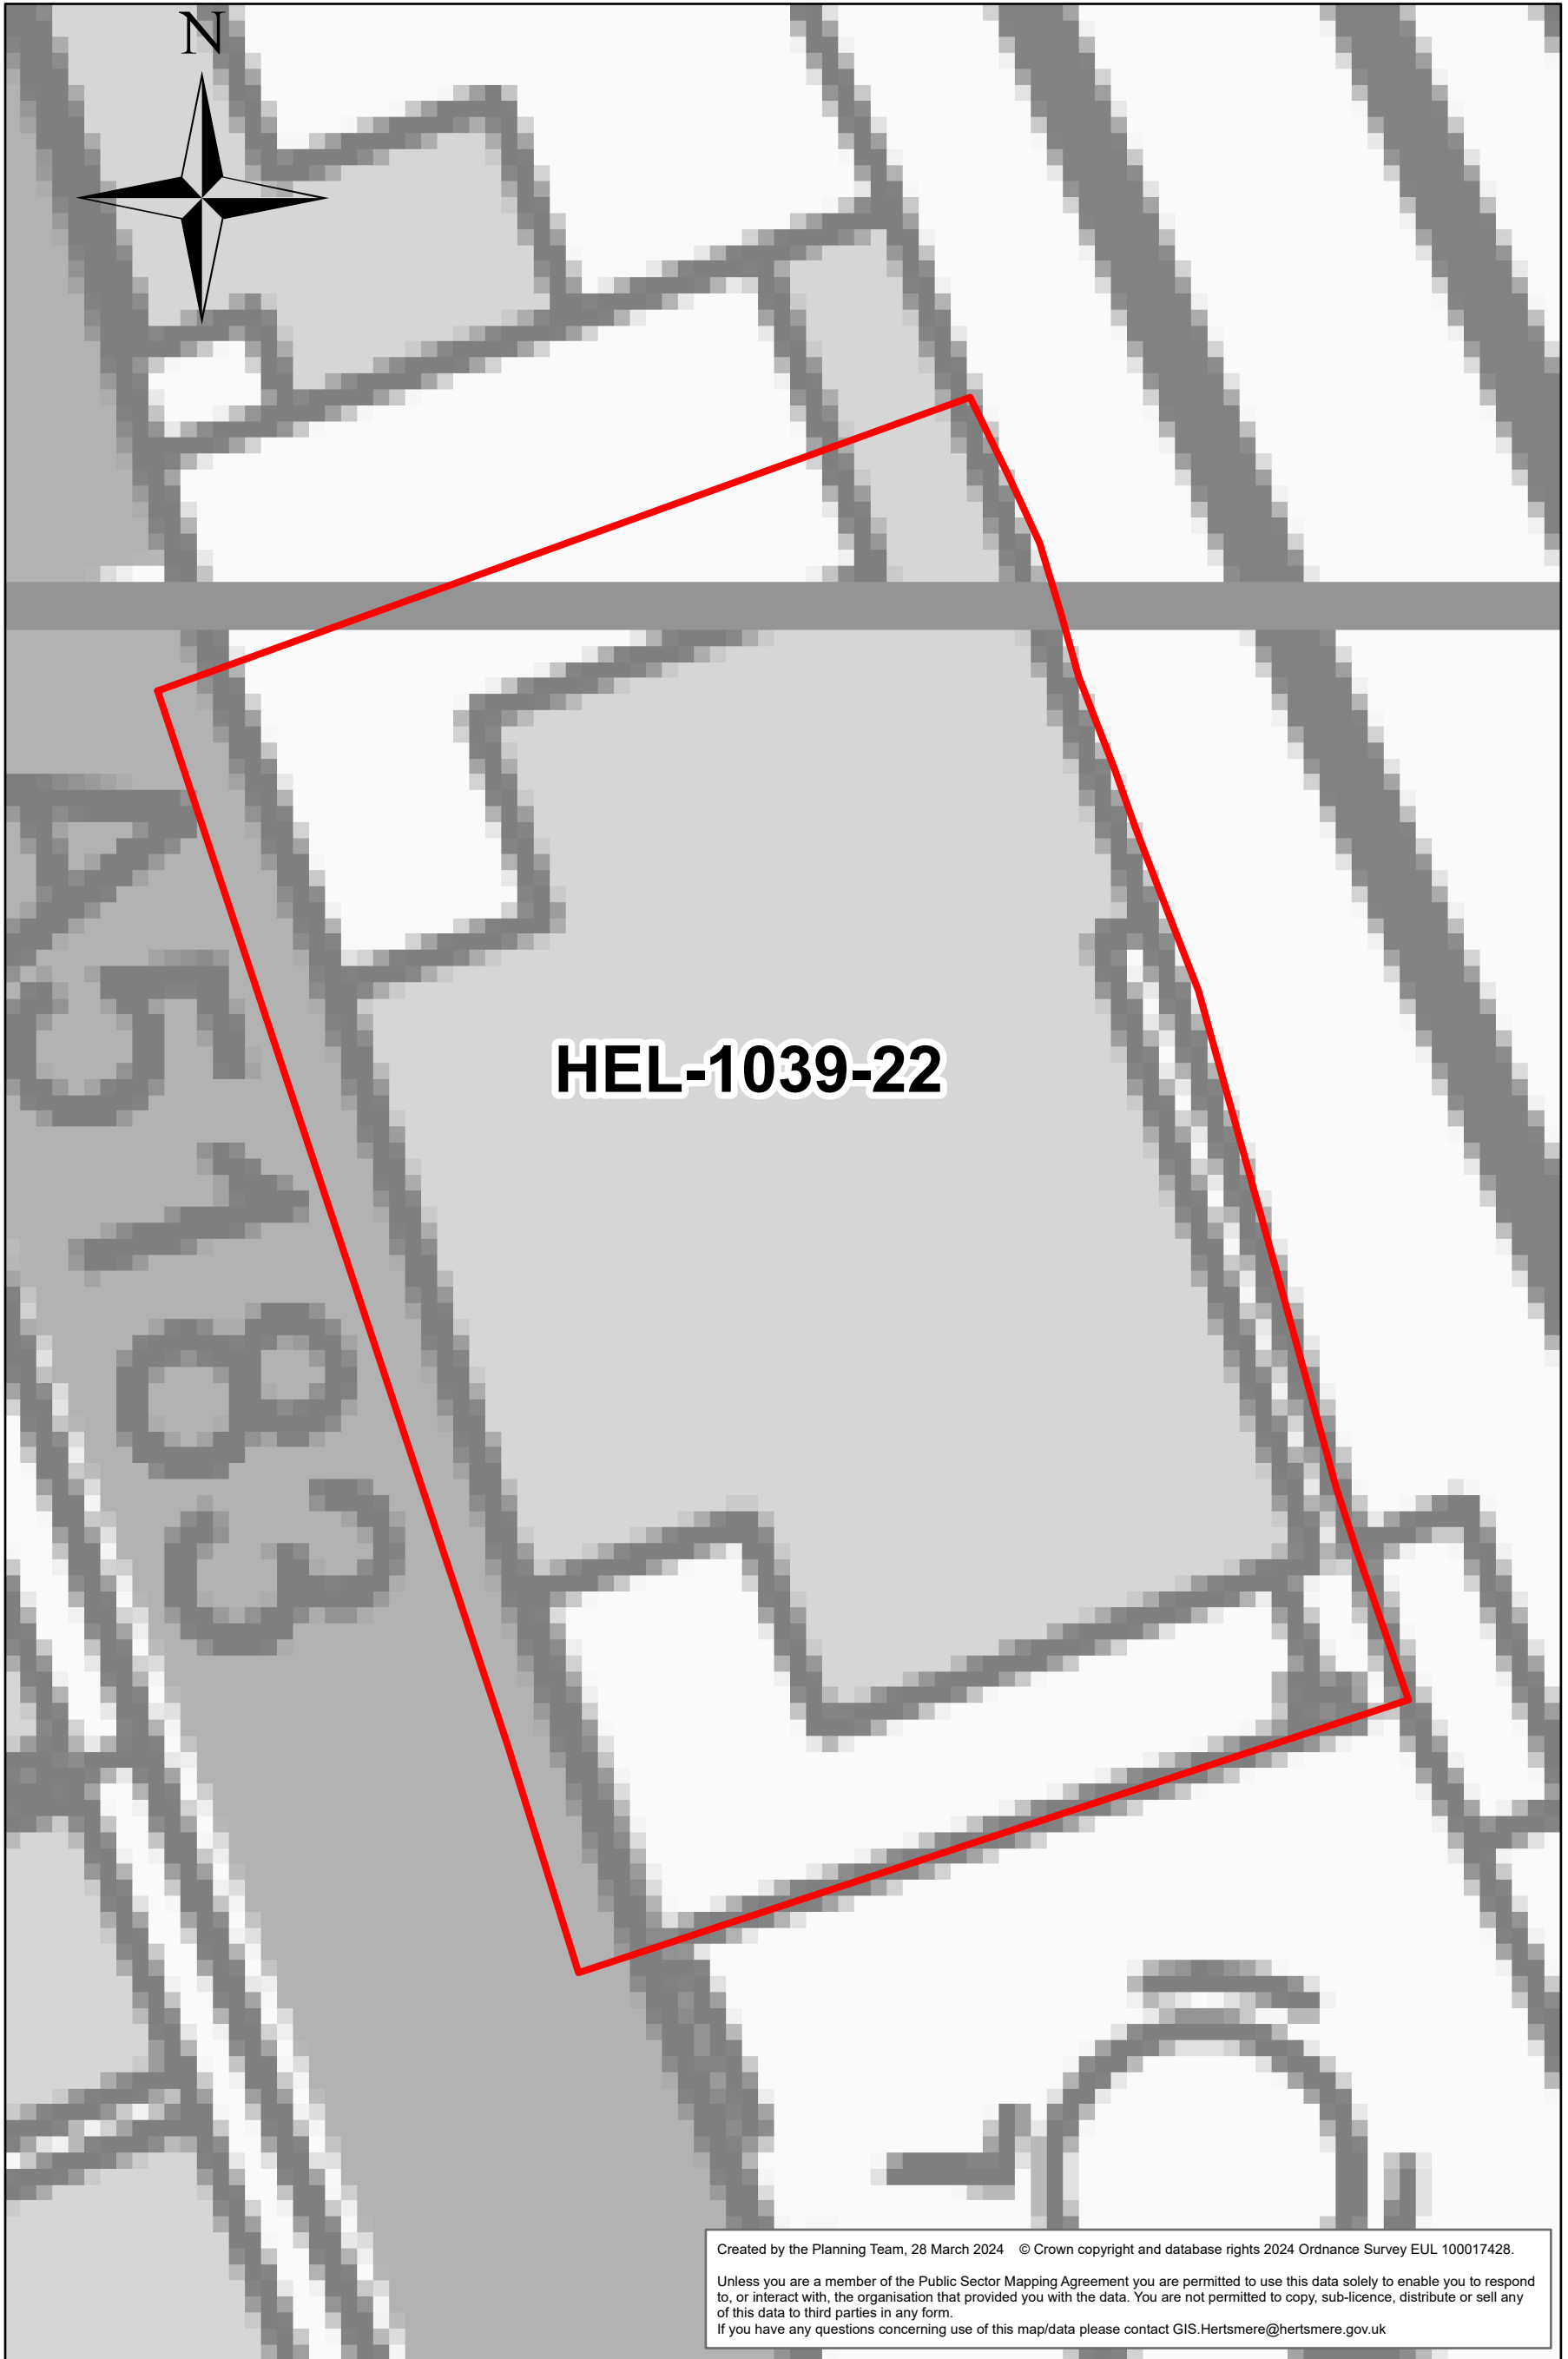 N
A5183
HEL-1039-22
Created by the Planning Team, 28 March 2024 © Crown copyright and database rights 2024 Ordnance Survey EUL 100017428.
Unless you are a member of the Public Sector Mapping Agreement you are permitted to use this data solely to enable you to respond
to, or interact with, the organisation that provided you with the data. You are not permitted to copy, sub-licence, distribute or sell any
of this data to third parties in any form.
If you have any questions concerning use of this map/data please contact GIS.Hertsmere@hertsmere.gov.uk